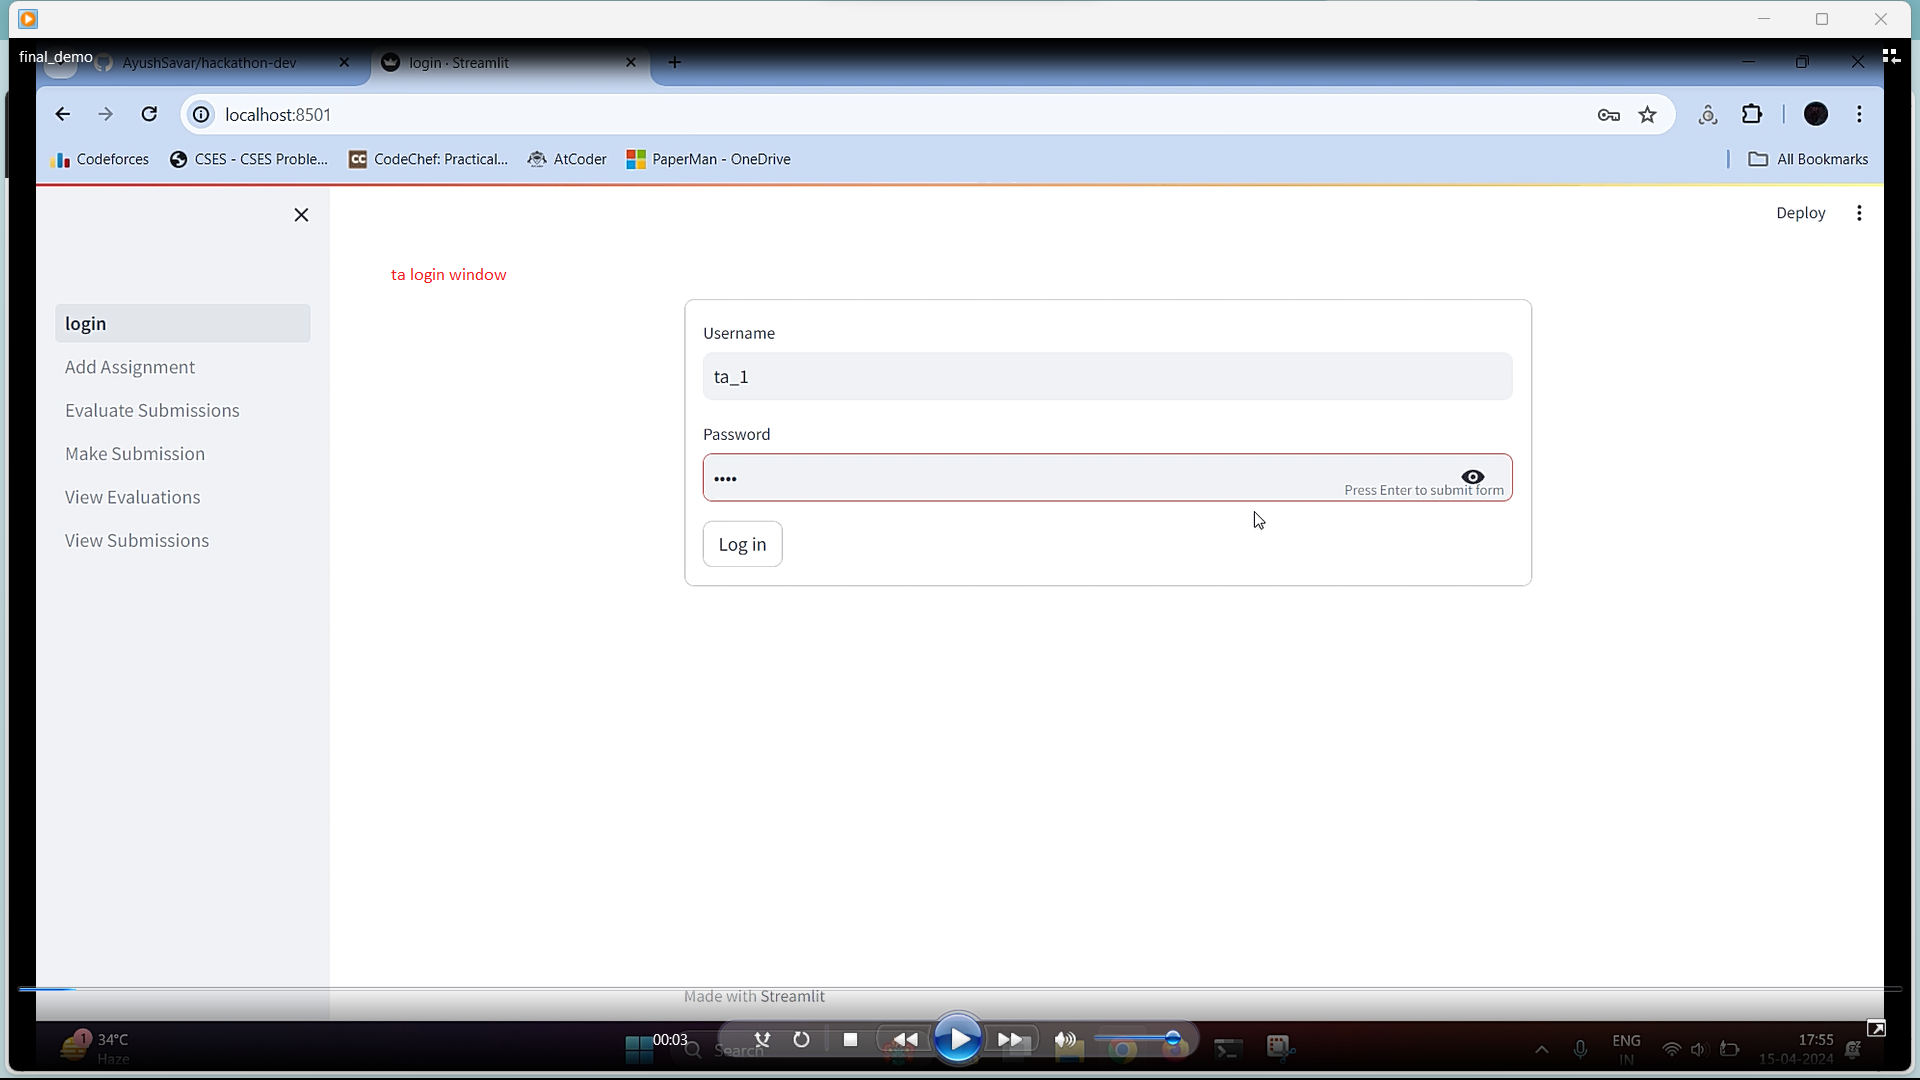 final_demo
AyushSavar/hackathon-dev
login · Streamlit
localhost:8501
Codeforces
CSES - CSES Proble...
CC
CodeChef: Practical...
AtCoder
PaperMan - OneDrive
All Bookmarks
Deploy
ta login window
login
Add Assignment
Evaluate Submissions
Make Submission
View Evaluations
View Submissions
Username
ta_1
Password
••••
Press Enter to submit form
Log in
Made with Streamlit
1
34°C
Haze
00:03
Search
ENG
IN
17:55
15-04-2024